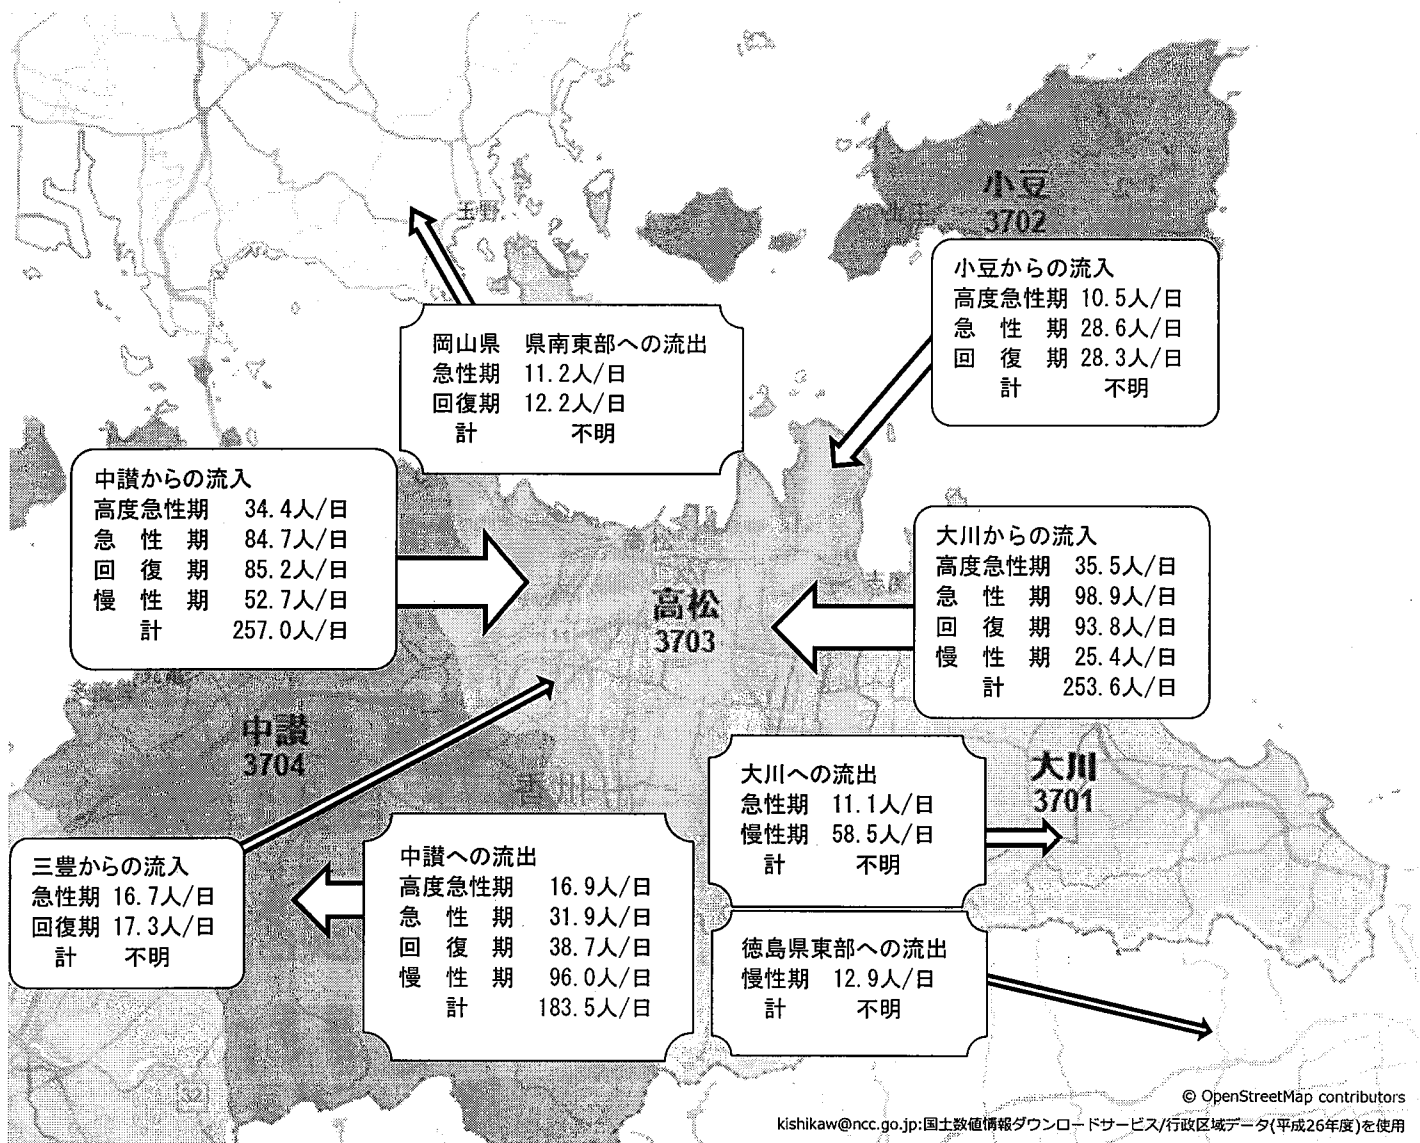 玉野
小豆
3702
小豆からの流入
高度急性期 10.5人/日
急 性 期 28.6人/日
回 復 期 28.3人/日
計 不明
岡山県 県南東部への流出
急性期 11.2人/日
回復期 12.2人/日
計 不明
中讃からの流入
高度急性期 34.4人/日
急 性 期 84.7人/日
回 復 期 85.2人/日
慢 性 期 52.7人/日
計 257.0人/日
大川からの流入
高度急性期 35.5人/日
急 性 期 98.9人/日
回 復 期 93.8人/日
慢 性 期 25.4人/日
計 253.6人/日
高松
志度
高松
3703
中讃
3704
香川
大川
3701
大川への流出
急性期 11.1人/日
慢性期 58.5人/日
計 不明
三豊からの流入
急性期 16.7人/日
回復期 17.3人/日
計 不明
中讃への流出
高度急性期 16.9人/日
急 性 期 31.9人/日
回 復 期 38.7人/日
慢 性 期 96.0人/日
計 183.5人/日
徳島県東部への流出
慢性期 12.9人/日
計 不明
32
© OpenStreetMap contributors
kishikaw@ncc.go.jp:国土数値情報ダウンロードサービス/行政区域データ(平成26年度)を使用